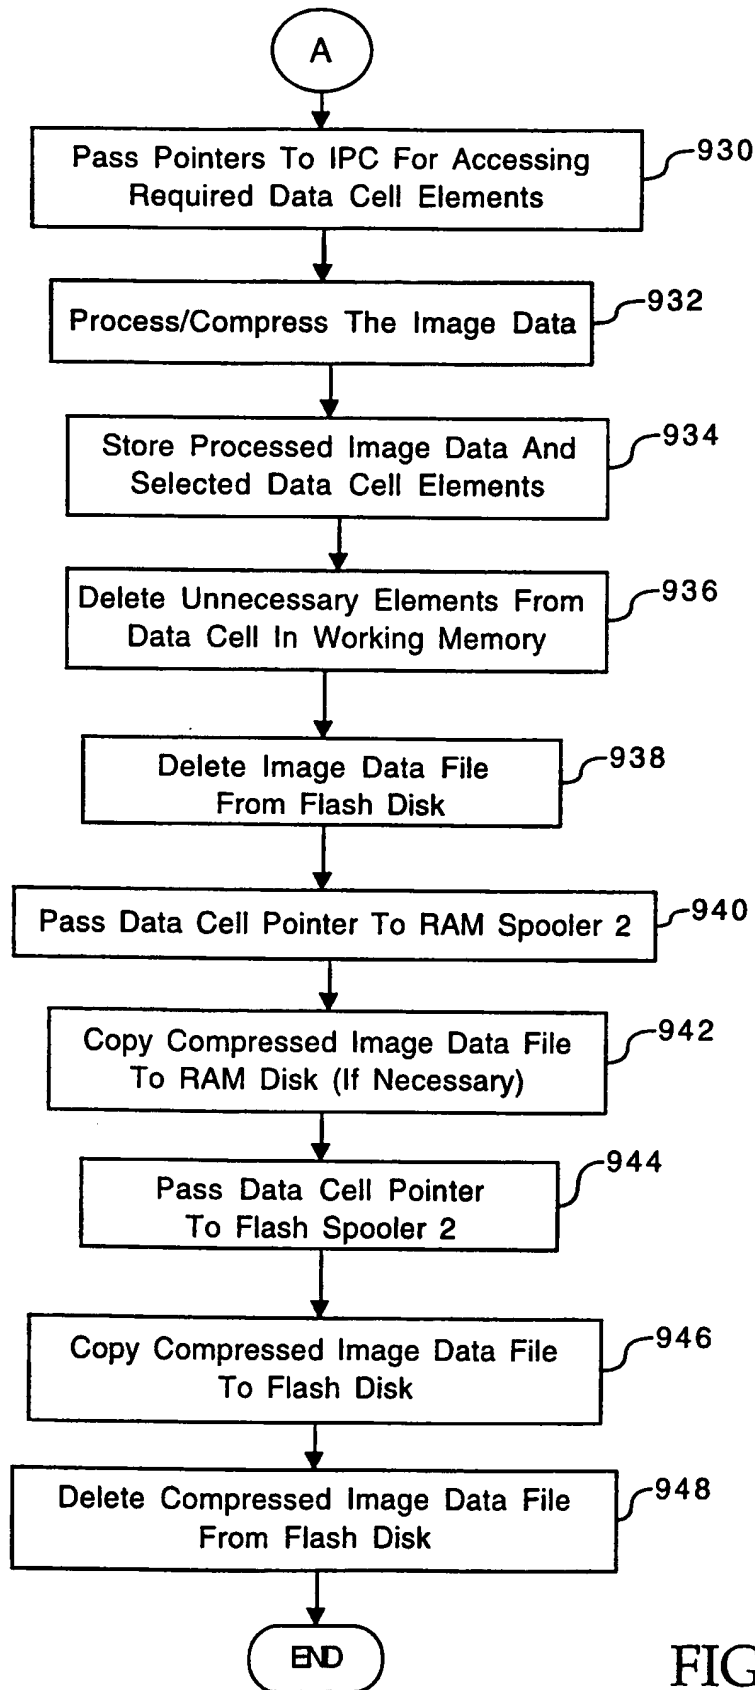 A
Pass Pointers To IPC For Accessing
Required Data Cell Elements
930
Process/Compress The Image Data
932
Store Processed Image Data And
Selected Data Cell Elements
934
Delete Unnecessary Elements From
Data Cell In Working Memory
936
Delete Image Data File
From Flash Disk
938
Pass Data Cell Pointer To RAM Spooler 2
940
Copy Compressed Image Data File
To RAM Disk (If Necessary)
942
Pass Data Cell Pointer
To Flash Spooler 2
944
Copy Compressed Image Data File
To Flash Disk
946
Delete Compressed Image Data File
From Flash Disk
948
END
FIG